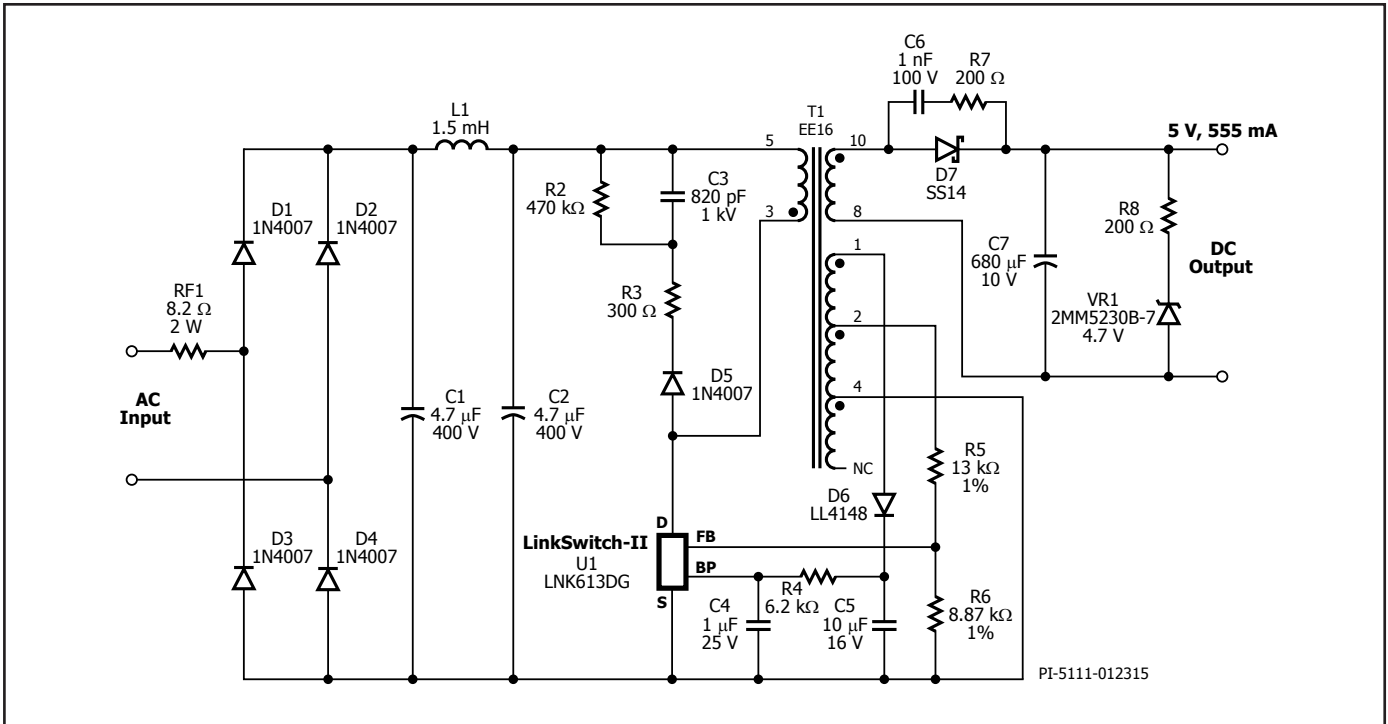 L1
1.5 mH
C6
1 nF
100 V
R7
200 Ω
T1
EE16
5
10
5 V, 555 mA
D7
SS14
R2
470 kΩ
C3
820 pF
1 kV
3
8
D1
1N4007
D2
1N4007
R8
200 Ω
DC
Output
C7
680 μF
10 V
1
RF1
8.2 Ω
2 W
R3
300 Ω
VR1
2MM5230B-7
4.7 V
2
AC
Input
C1
4.7 μF
400 V
C2
4.7 μF
400 V
D5
1N4007
4
NC
R5
13 kΩ
1%
D6
LL4148
D3
1N4007
D4
1N4007
LinkSwitch-II
U1
LNK613DG
D
FB
BP
S
R4
6.2 kΩ
C4
1 μF
25 V
C5
10 μF
16 V
R6
8.87 kΩ
1%
PI-5111-012315